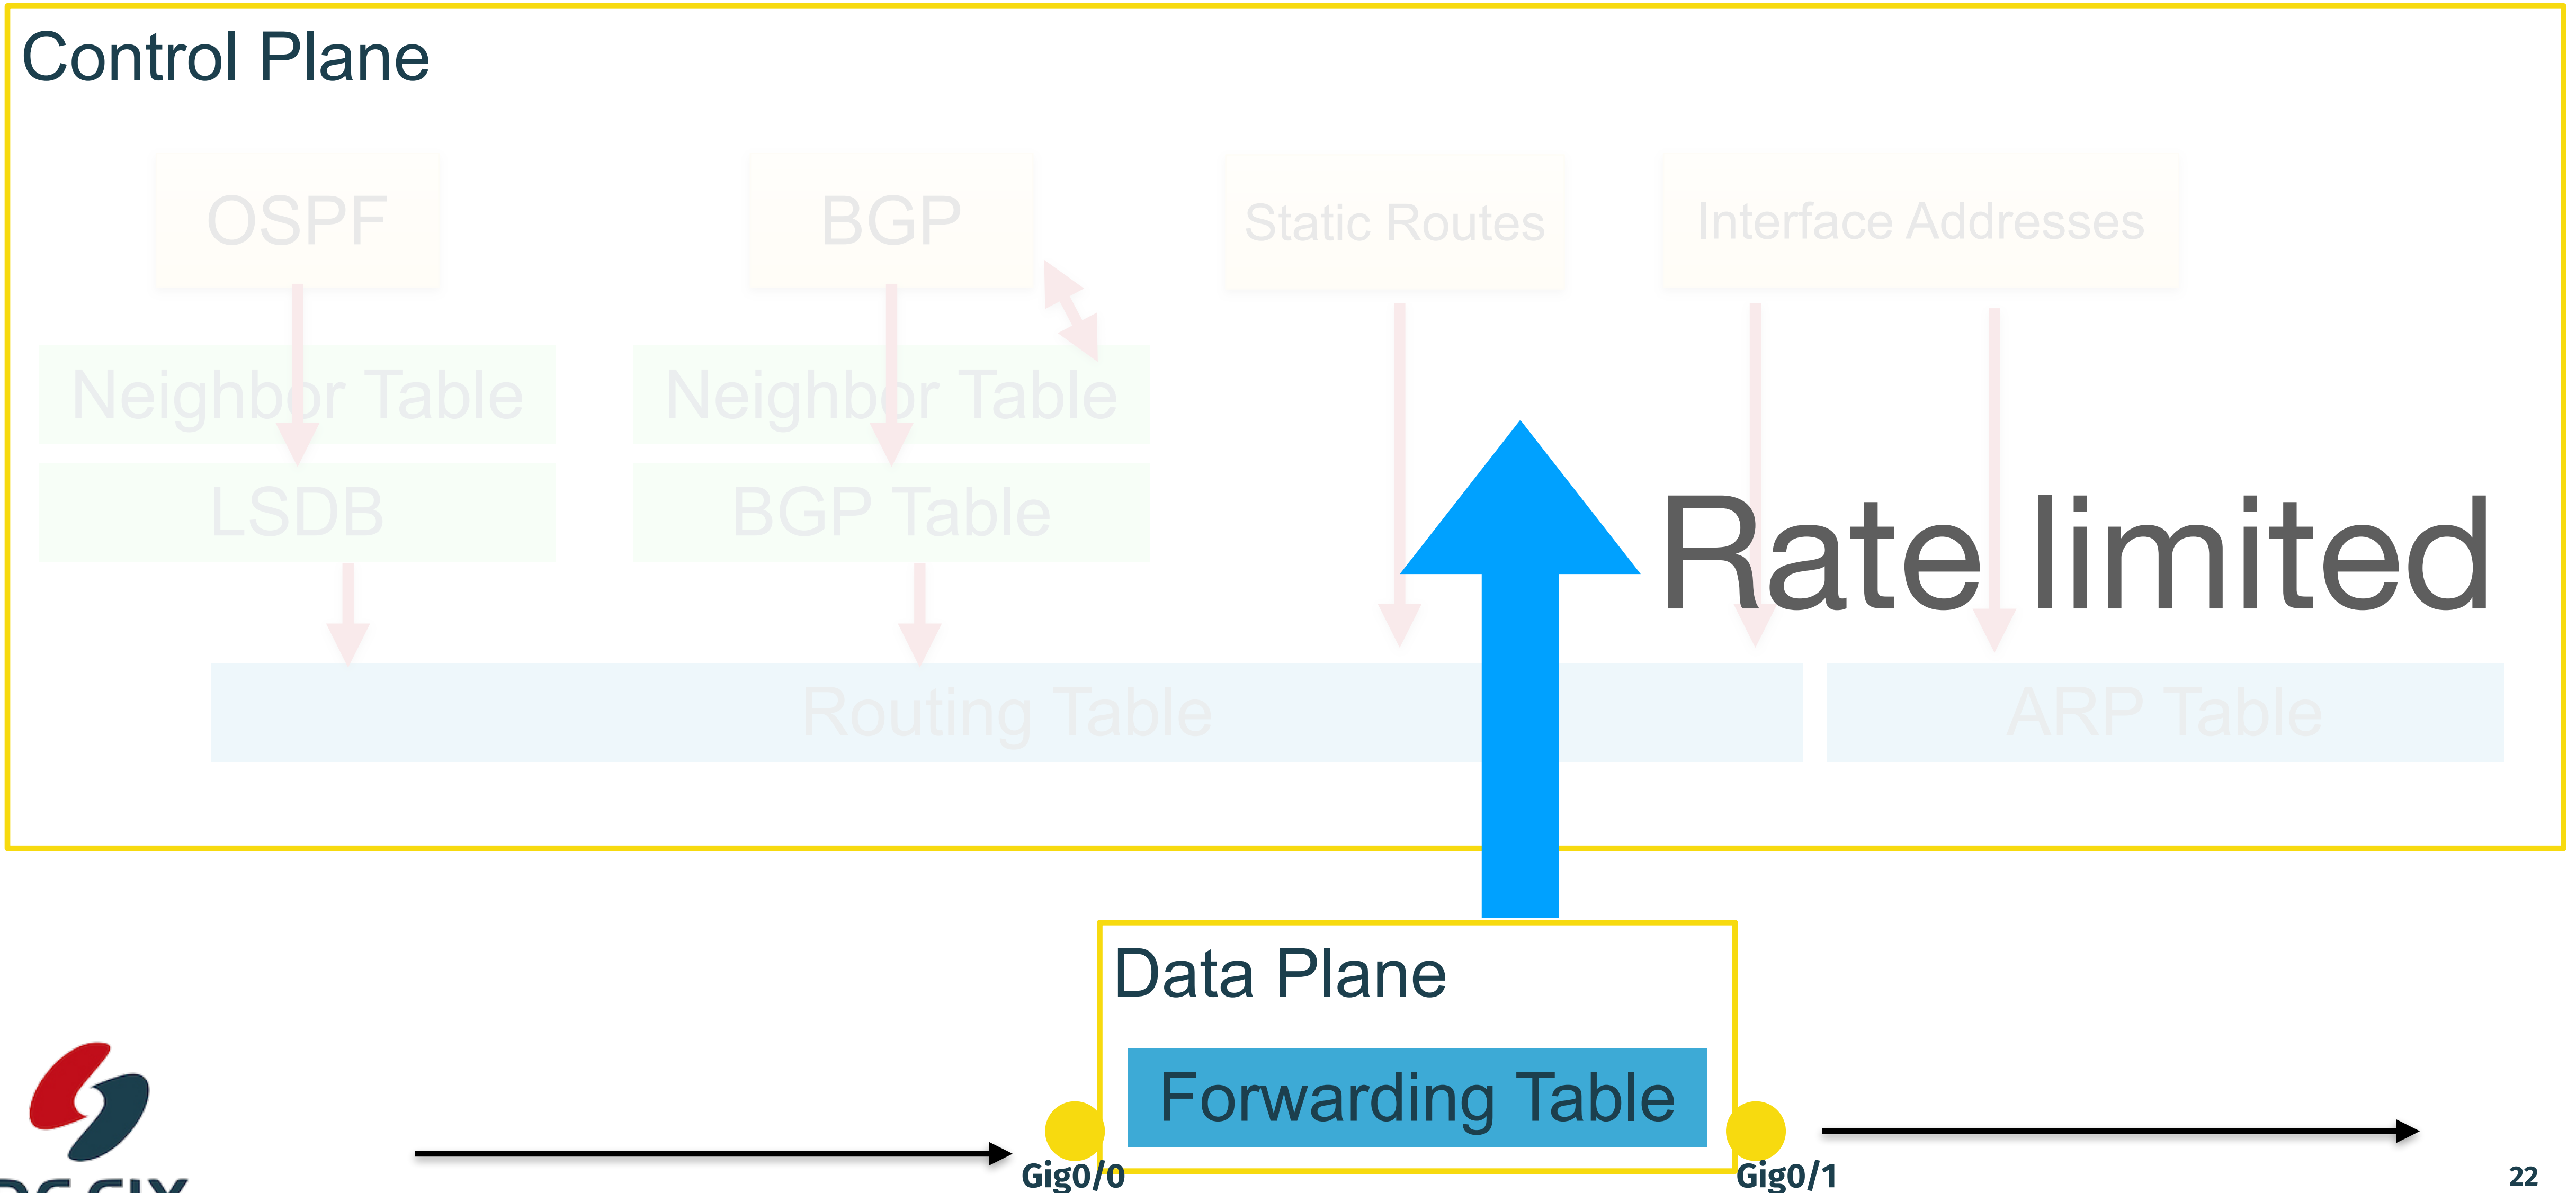 Control Plane
OSPF
BGP
Static Routes
Interface Addresses
Neighbor Table
Neighbor Table
LSDB
BGP Table
Rate limited
Routing Table
ARP Table
Data Plane
Forwarding Table
Gig0/0
Gig0/1
22